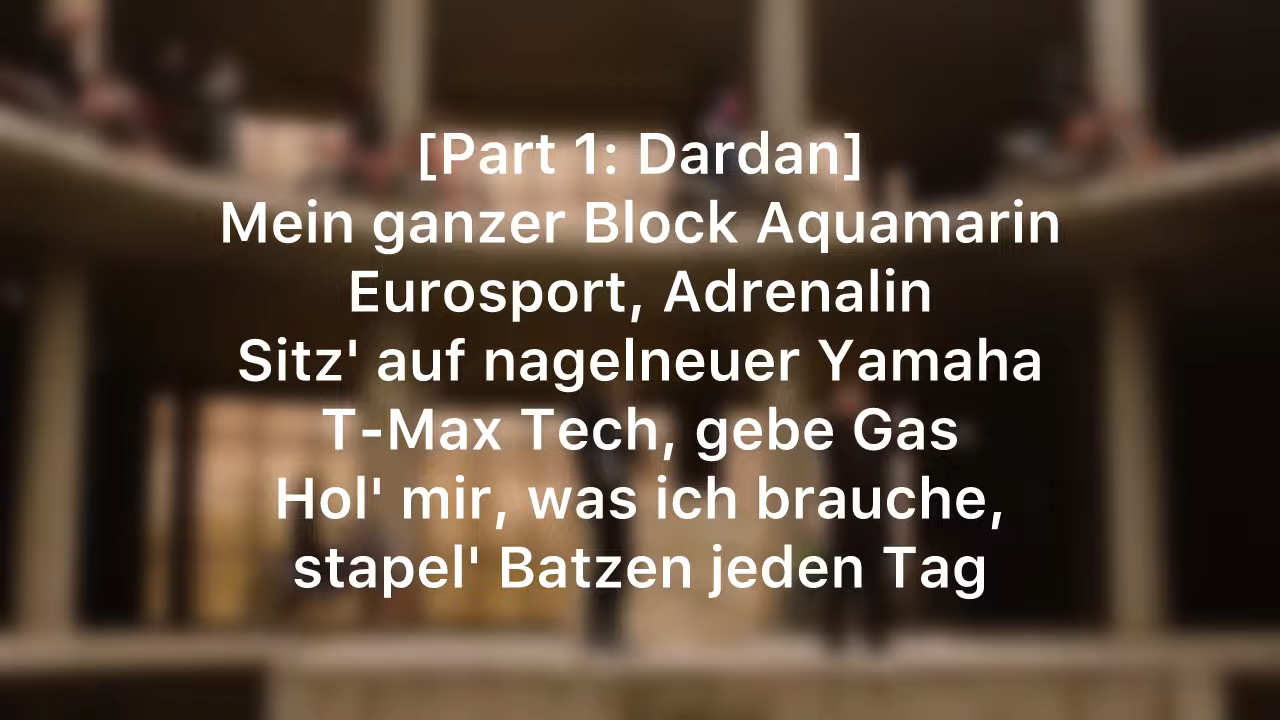 [Part 1: Dardan]
Mein ganzer Block Aquamarin
Eurosport, Adrenalin
Sitz' auf nagelneuer Yamaha
T-Max Tech, gebe Gas
Hol' mir, was ich brauche,
stapel' Batzen jeden Tag